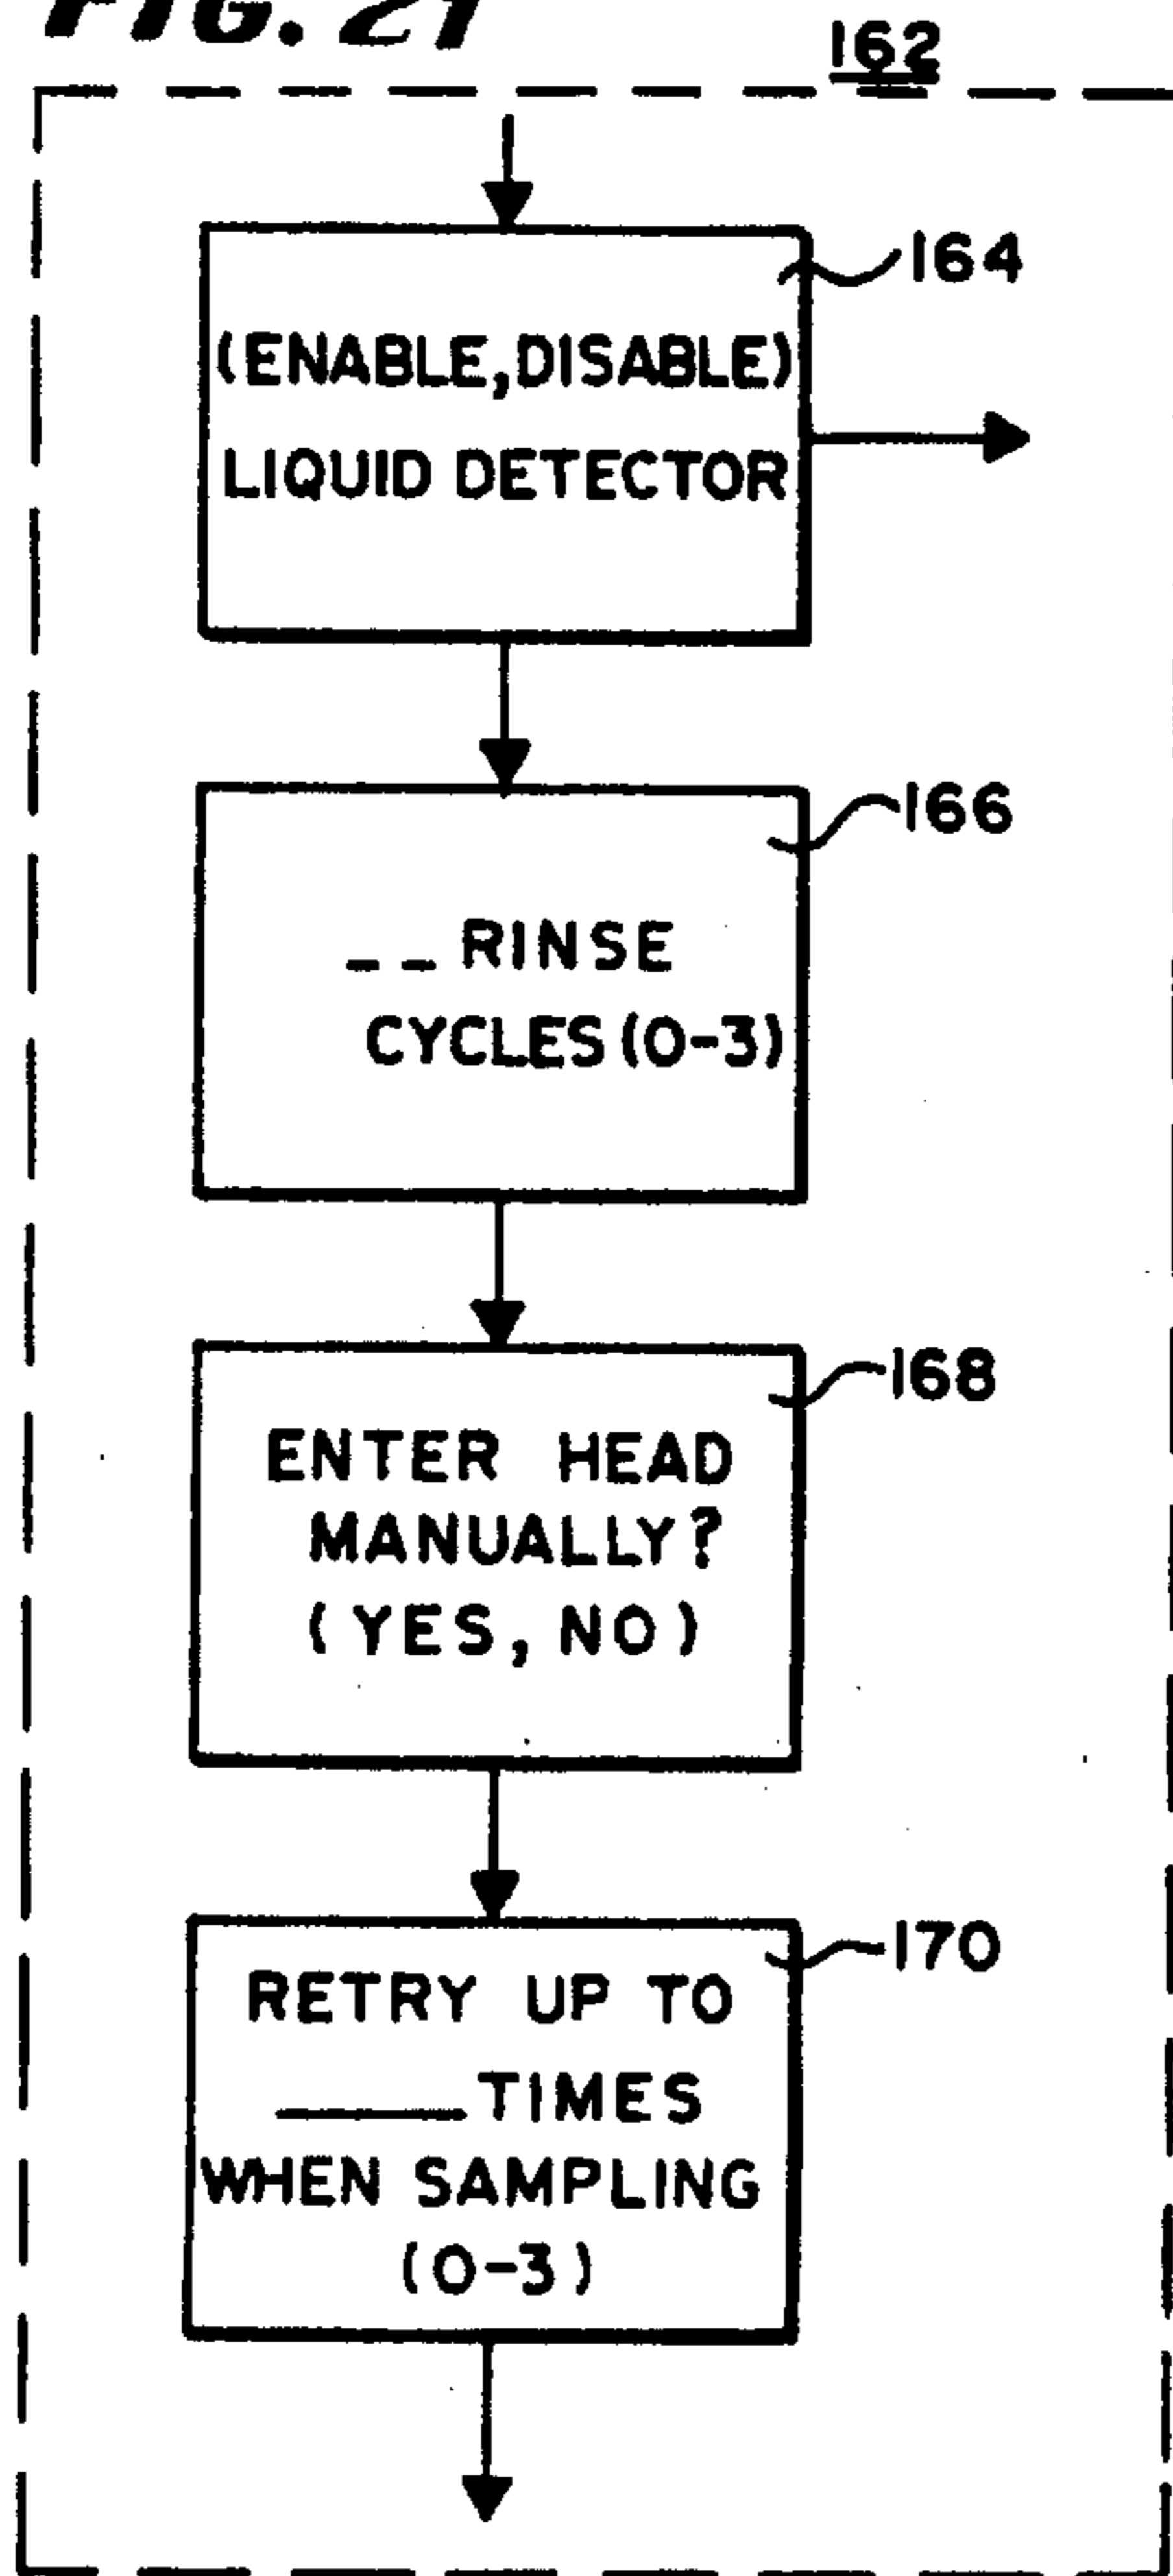 FIG. 21
162
164
(ENABLE, DISABLE)
LIQUID DETECTOR
166
_ _ RINSE
CYCLES (0-3)
168
ENTER HEAD
MANUALLY?
(YES, NO)
170
RETRY UP TO
____ TIMES
WHEN SAMPLING
(0-3)